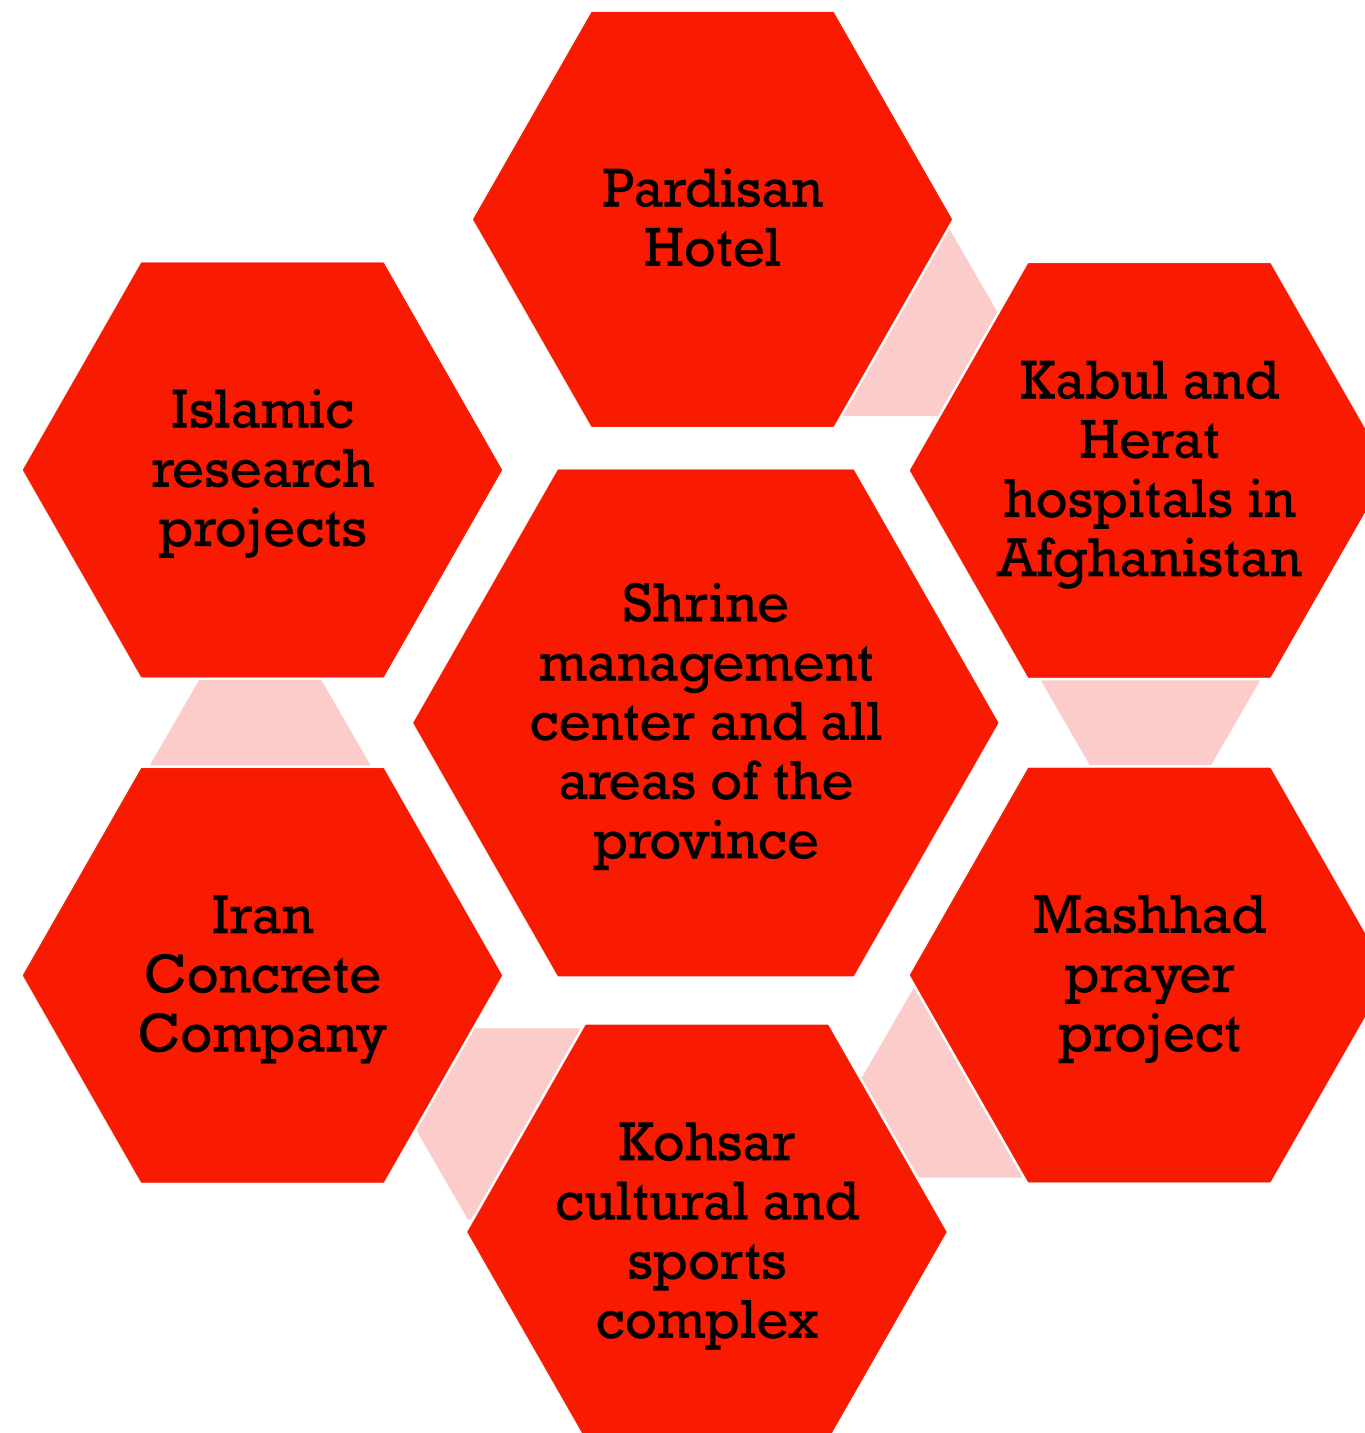 Pardisan
Hotel
Kabul and
Herat
hospitals in
Afghanistan
Islamic
research
projects
Shrine
management
center and all
areas of the
province
Mashhad
prayer
project
Iran
Concrete
Company
Kohsar
cultural and
sports
complex